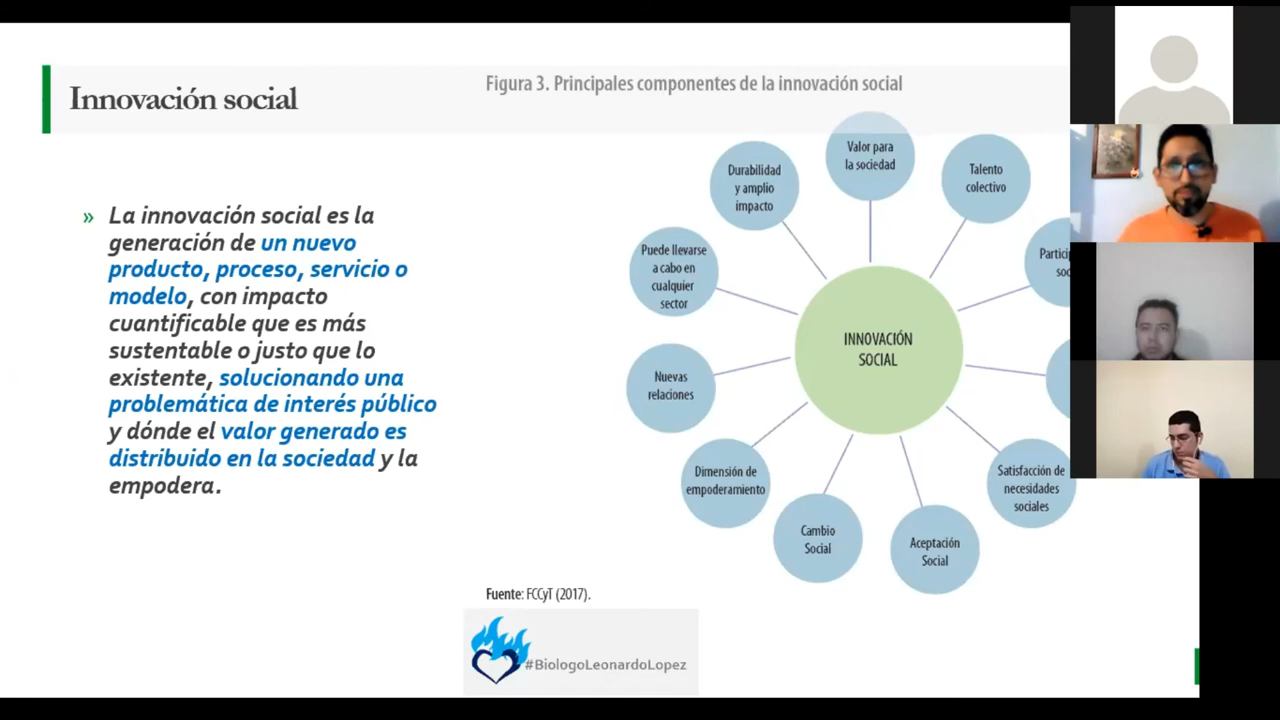 Innovación social
Figura 3. Principales componentes de la innovación social
» La innovación social es la
generación de un nuevo
producto, proceso, servicio o
modelo, con impacto
cuantificable que es más
sustentable o justo que lo
existente, solucionando una
problemática de interés público
y dónde el valor generado es
distribuido en la sociedad y la
empodera.
Valor para
la sociedad
Talento
colectivo
Satisfacción de
necesidades
sociales
Aceptación
Social
Cambio
Social
Dimensión de
empoderamiento
Nuevas
relaciones
Puede llevarse
a cabo en
cualquier
sector
Durabilidad
y amplio
impacto
INNOVACIÓN
SOCIAL
Fuente: FCCyT (2017).
#BiologoLeonardoLopez